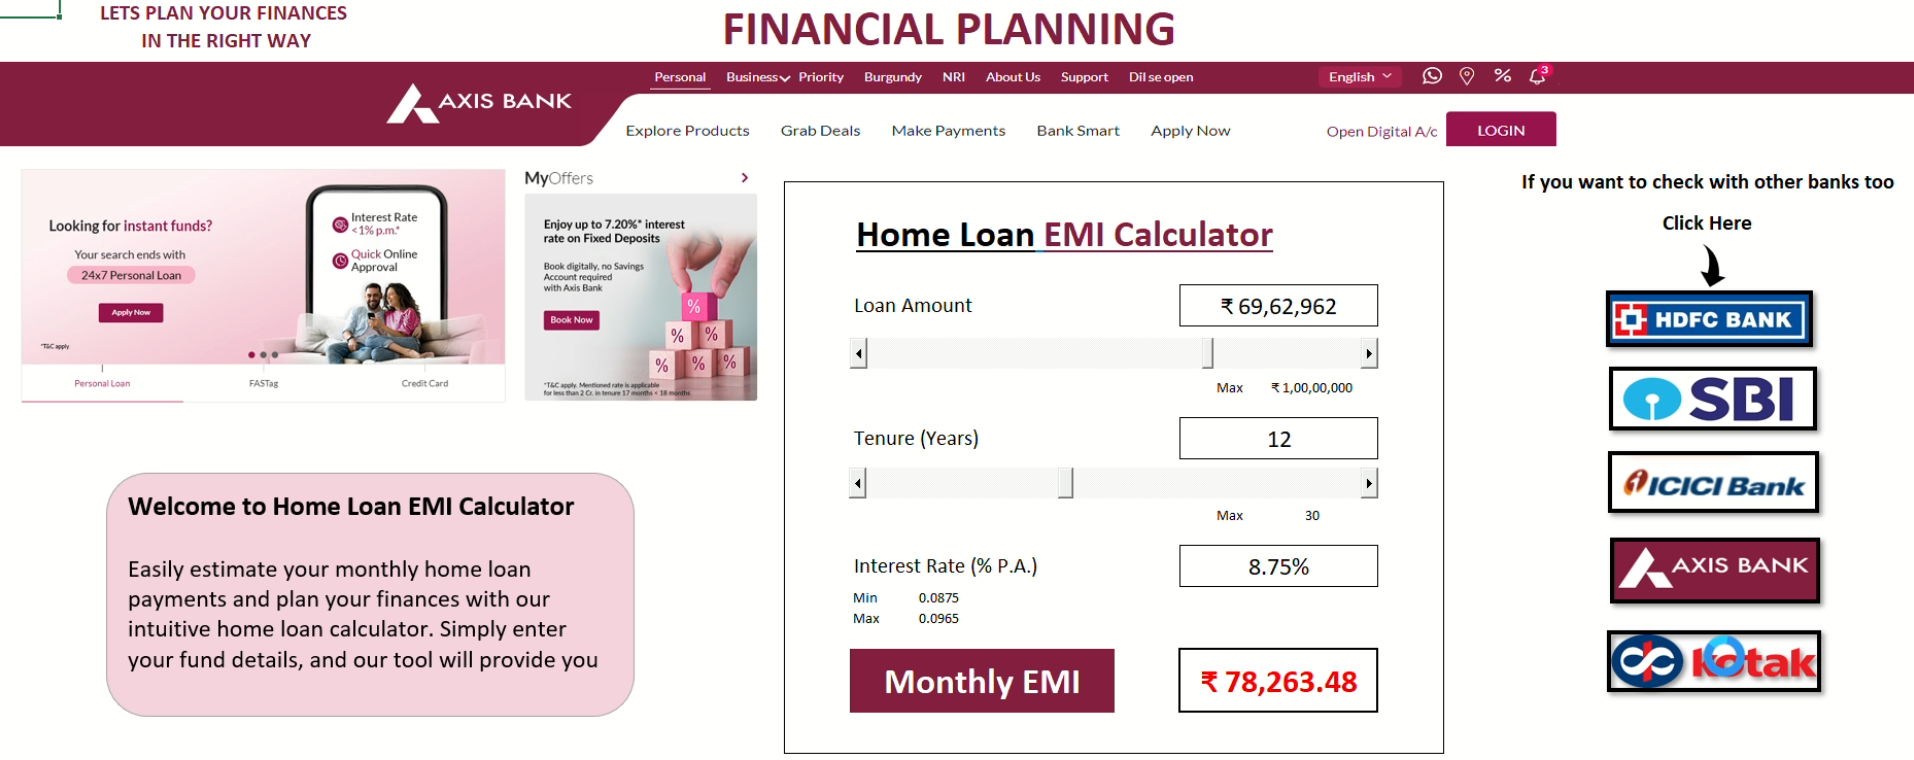 LETS PLAN YOUR FINANCES
IN THE RIGHT WAY
FINANCIAL PLANNING
Personal Business Priority Burgundy NRI About Us Support Dil se open English 3
AXIS BANK
Explore Products Grab Deals Make Payments Bank Smart Apply Now Open Digital A/c LOGIN
Looking for instant funds?
Your search ends with
24x7 Personal Loan
Apply Now
*T&C apply
Interest Rate
<1% p.m.*
Quick Online
Approval
Personal Loan FASTag Credit Card
MyOffers
Enjoy up to 7.20%* interest
rate on Fixed Deposits
Book digitally, no Savings
Account required
with Axis Bank
Book Now
%
% %
% % %
*T&C apply. Mentioned rate is applicable
for less than 2 Cr. in tenure 17 months < 18 months
Welcome to Home Loan EMI Calculator
Easily estimate your monthly home loan
payments and plan your finances with our
intuitive home loan calculator. Simply enter
your fund details, and our tool will provide you
Home Loan EMI Calculator
Loan Amount ₹ 69,62,962
Max ₹ 1,00,00,000
Tenure (Years) 12
Max 30
Interest Rate (% P.A.) 8.75%
Min 0.0875
Max 0.0965
Monthly EMI ₹ 78,263.48
If you want to check with other banks too
Click Here
HDFC BANK
SBI
ICICI Bank
AXIS BANK
kotak